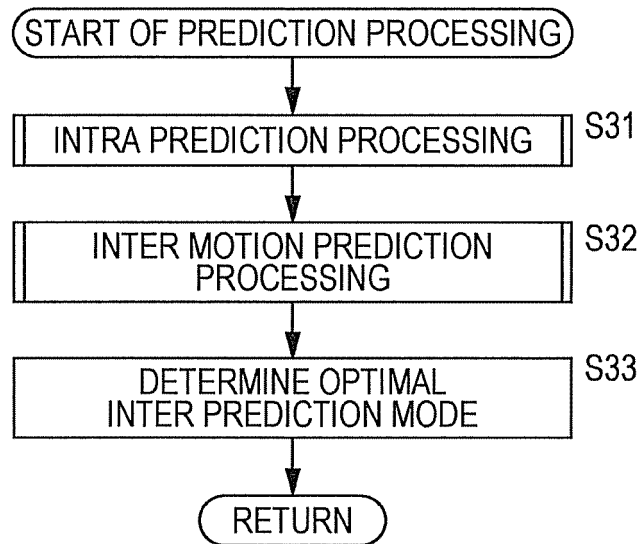 START OF PREDICTION PROCESSING
INTRA PREDICTION PROCESSING
S31
INTER MOTION PREDICTION
PROCESSING
S32
DETERMINE OPTIMAL
INTER PREDICTION MODE
S33
RETURN